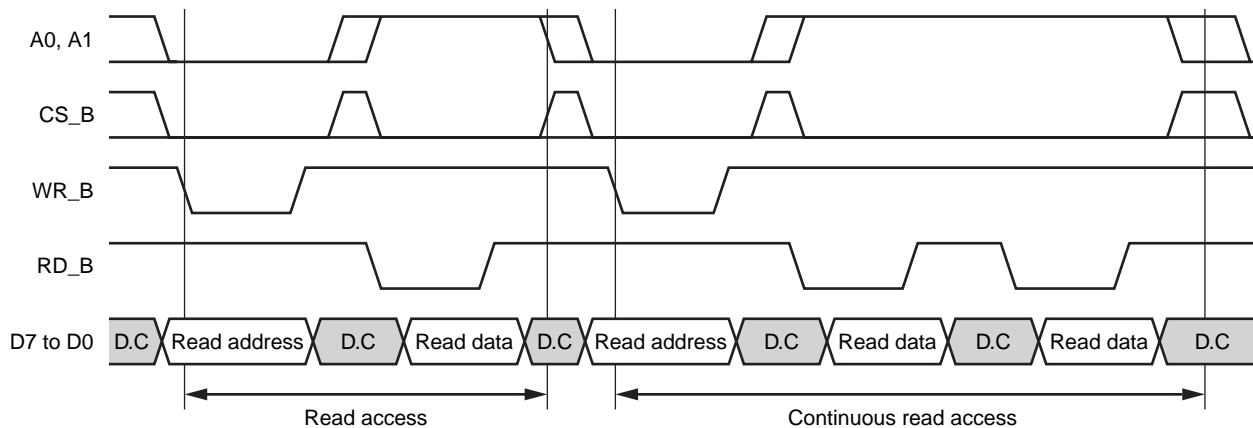 A0, A1
CS_B
WR_B
RD_B
D7 to D0 D.C Read address D.C Read data D.C Read address D.C Read data D.C Read data D.C
Read access Continuous read access